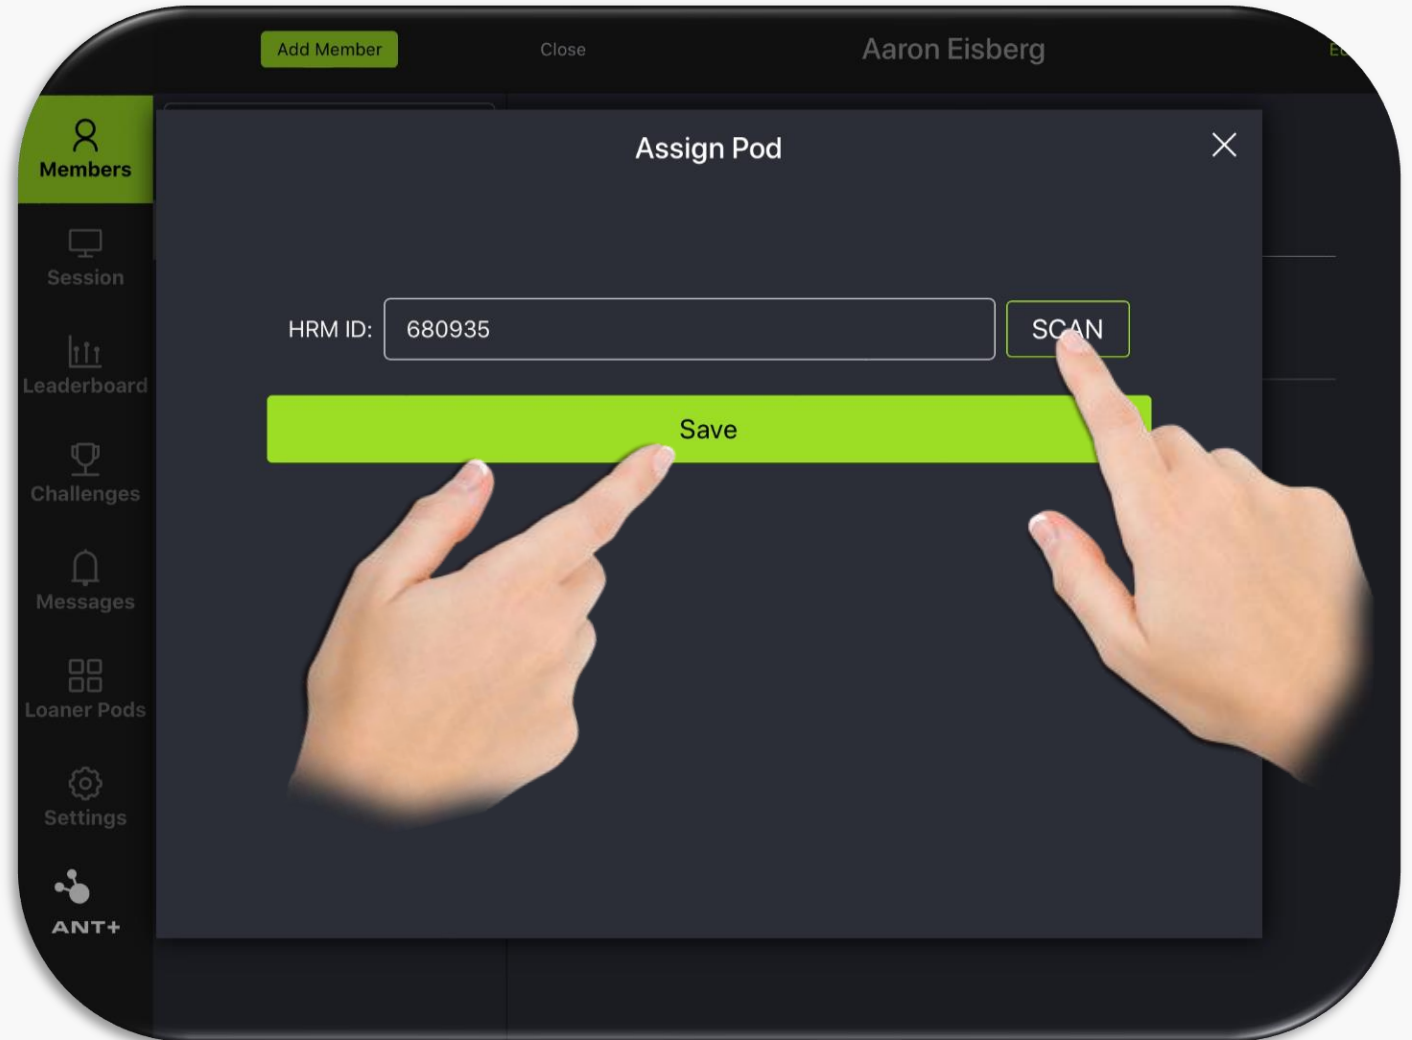 Add Member
Close
Aaron Eisberg
Members
Assign Pod
Session
HRM ID:
680935
SCAN
Leaderboard
Save
Challenges
Messages
Loaner Pods
Settings
ANT+